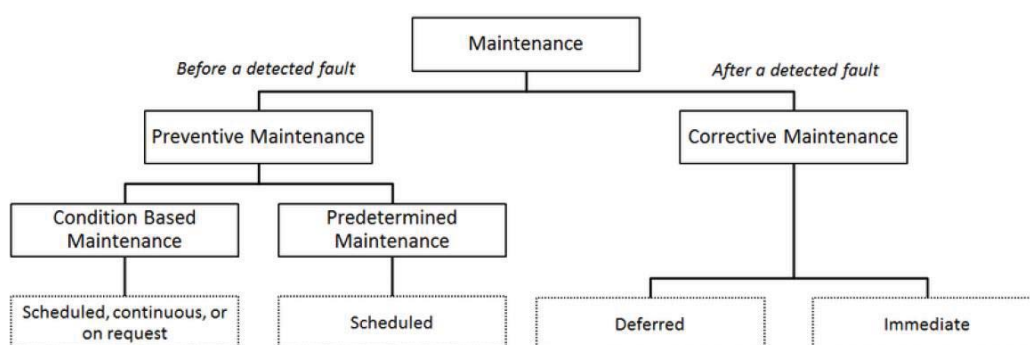 Maintenance
Before a detected fault
After a detected fault
Preventive Maintenance
Corrective Maintenance
Condition Based
Maintenance
Predetermined
Maintenance
Scheduled, continuous, or
on request
Scheduled
Deferred
Immediate